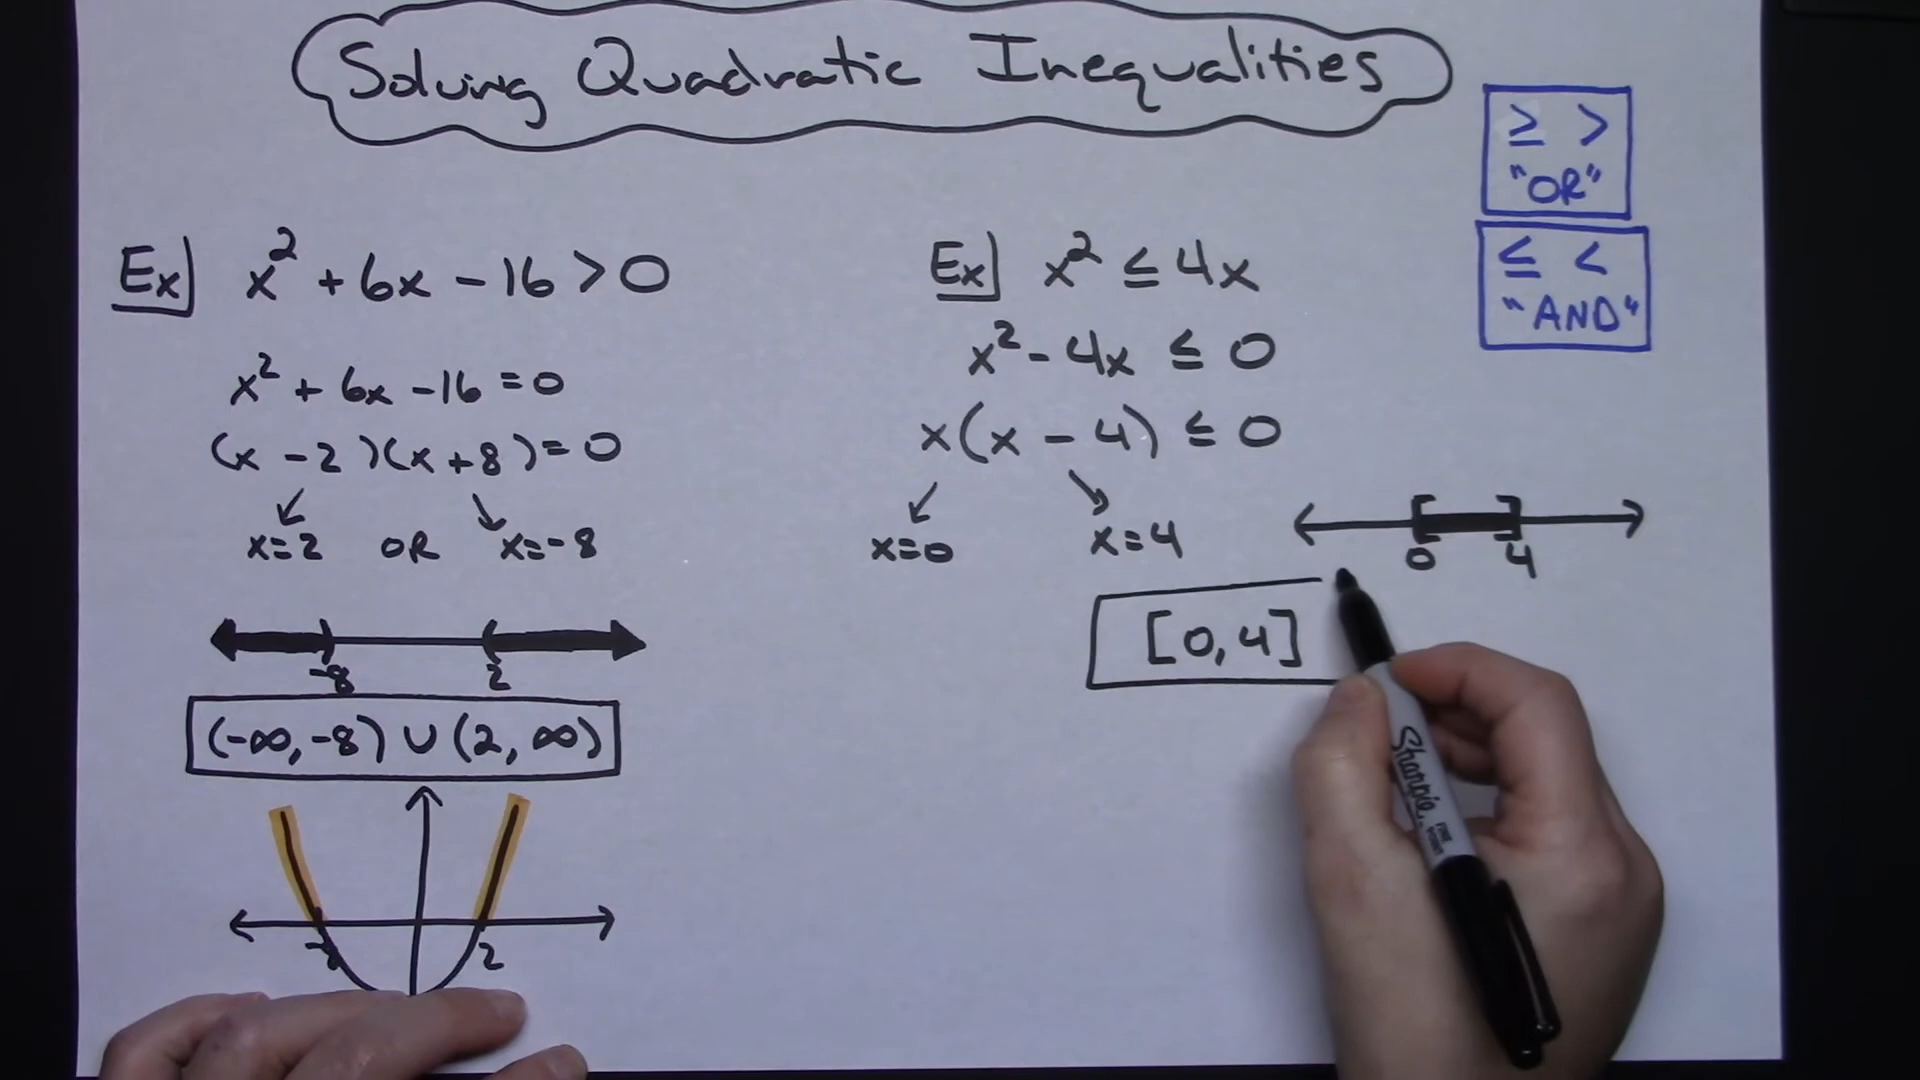 Solving Quadratic Inequalities
≥ >
"OR"
≤ <
"AND"
Ex] x² + 6x - 16 > 0
x² + 6x - 16 = 0
(x - 2)(x + 8) = 0
x = 2 OR x = -8
-8 2
(-∞, -8) ∪ (2, ∞)
2
Ex] x² ≤ 4x
x² - 4x ≤ 0
x(x - 4) ≤ 0
x = 0 x = 4
[ ]
0 4
[0, 4]
Sharpie
FINE POINT